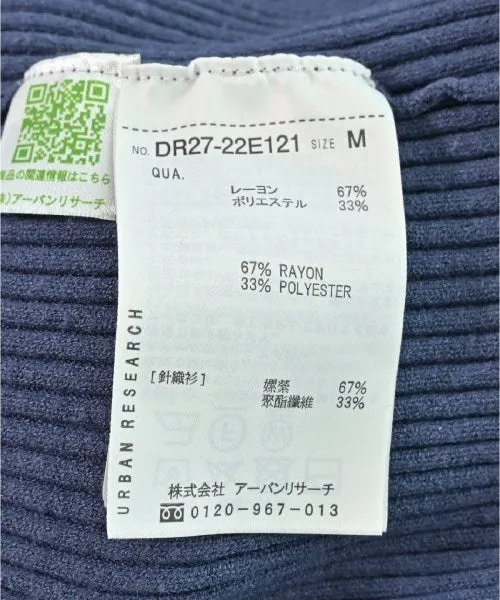 商品の関連情報はこちら
㈱アーバンリサーチ
NO. DR27-22E121 SIZE M
QUA.
レーヨン 67%
ポリエステル 33%
67% RAYON
33% POLYESTER
URBAN RESEARCH
[針織衫]
嫘縈 67%
聚酯纖維 33%
株式会社 アーバンリサーチ
0120-967-013